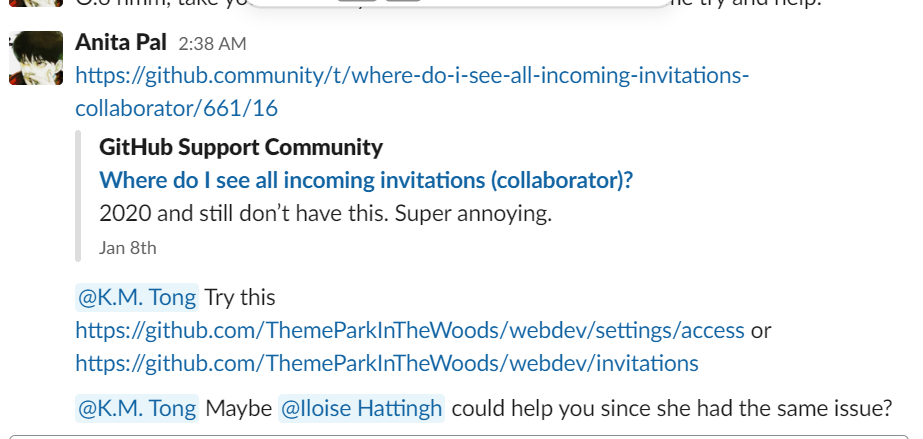 hmm, take yo
me try and help.
Anita Pal 2:38 AM
https://github.community/t/where-do-i-see-all-incoming-invitations-
collaborator/661/16
GitHub Support Community
Where do I see all incoming invitations (collaborator)?
2020 and still don’t have this. Super annoying.
Jan 8th
@K.M. Tong Try this
https://github.com/ThemeParkInTheWoods/webdev/settings/access or
https://github.com/ThemeParkInTheWoods/webdev/invitations
@K.M. Tong Maybe @Iloise Hattingh could help you since she had the same issue?